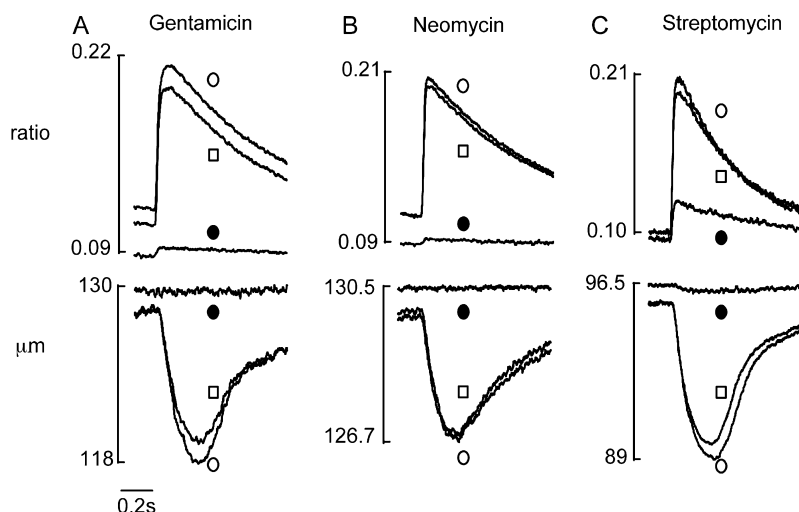 A Gentamicin
B Neomycin
C Streptomycin
0.22
0.21
0.21
ratio
0.09
0.09
0.10
130
130.5
96.5
μm
118
126.7
89
0.2s